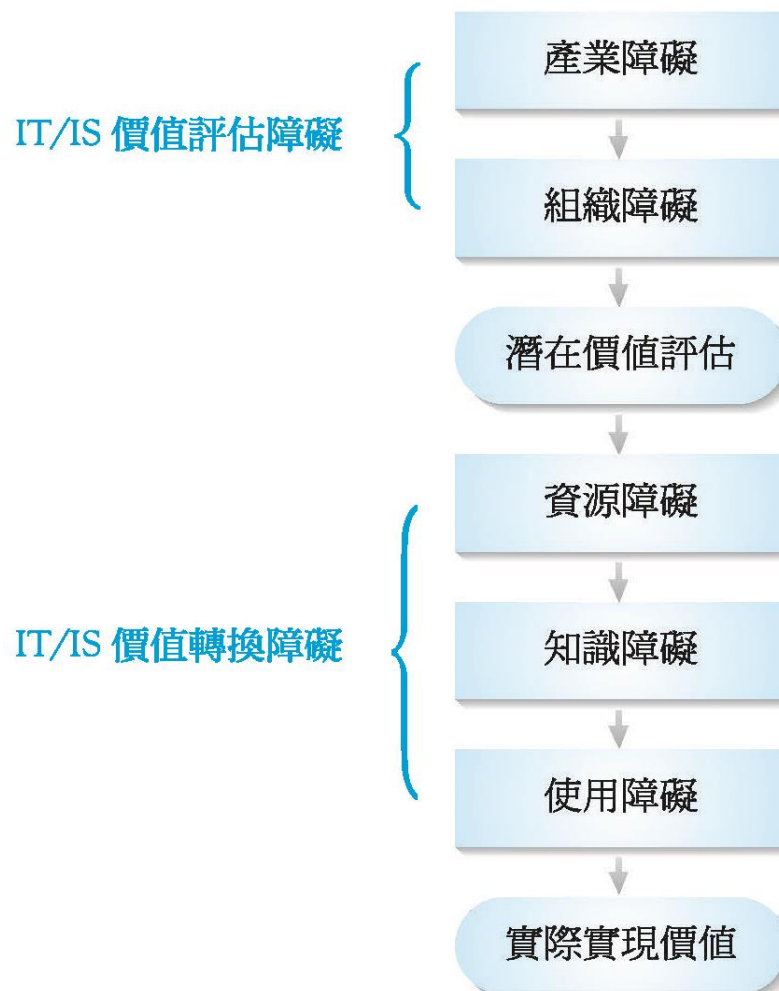 產業障礙
IT/IS 價值評估障礙
組織障礙
潛在價值評估
資源障礙
IT/IS 價值轉換障礙
知識障礙
使用障礙
實際實現價值